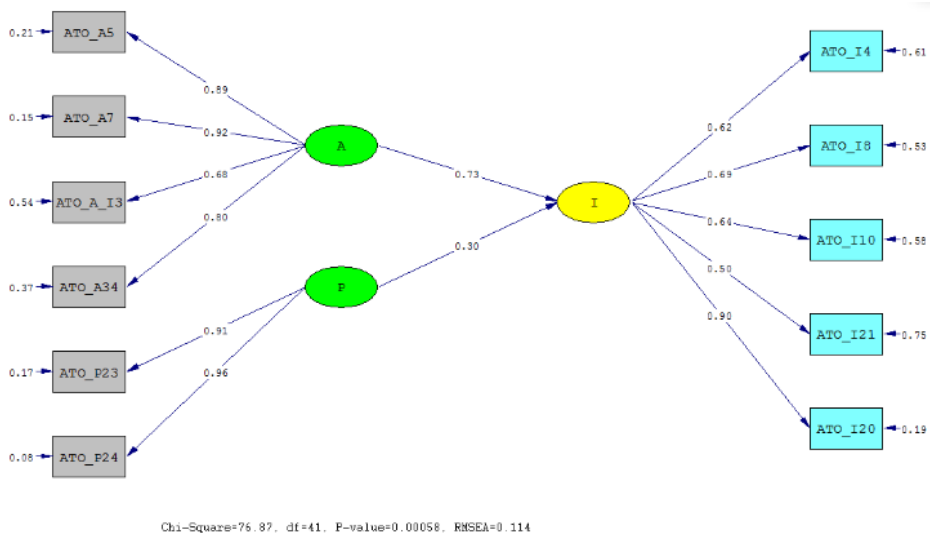 0.21
ATO_A5
0.89
0.15
ATO_A7
0.92
0.54
ATO_A_I3
0.68
0.37
ATO_A34
0.80
0.17
ATO_P23
0.91
0.08
ATO_P24
0.96
A
P
0.73
0.30
I
0.62
ATO_I4
0.61
0.69
ATO_I8
0.53
0.64
ATO_I10
0.58
0.50
ATO_I21
0.75
0.90
ATO_I20
0.19
Chi-Square=76.87, df=41, P-value=0.00058, RMSEA=0.114